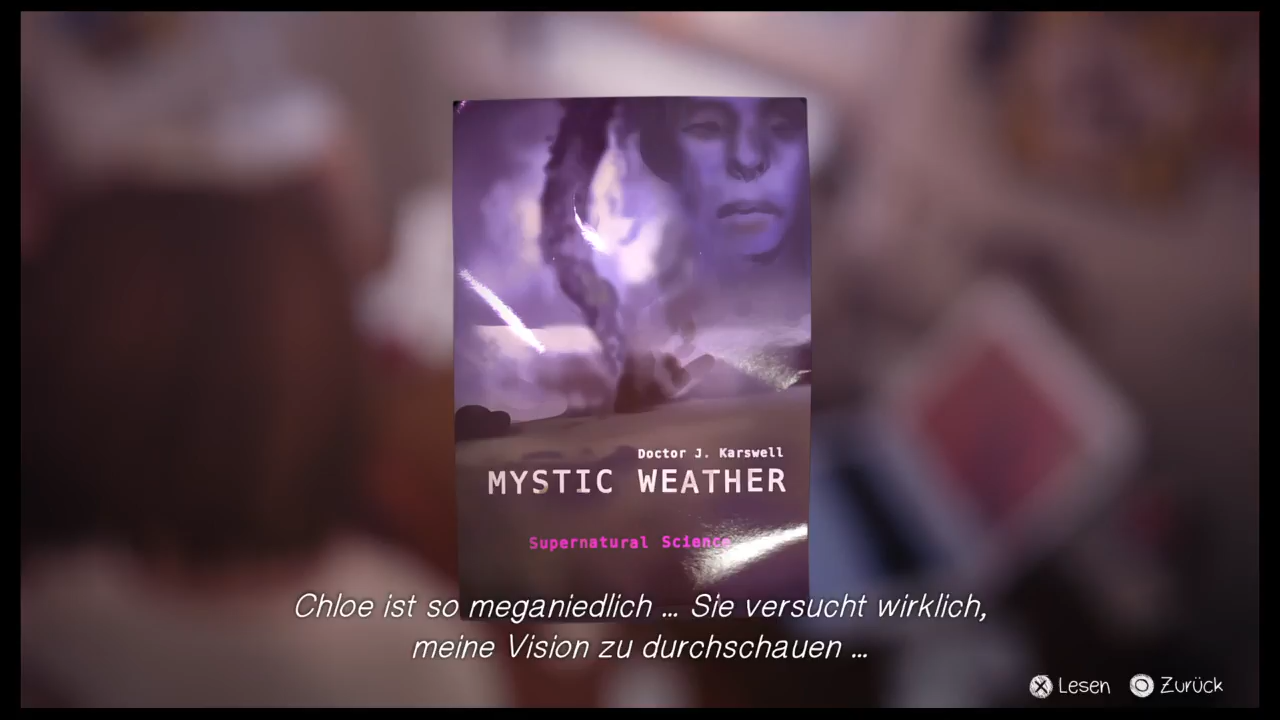 Doctor J. Karswell
MYSTIC WEATHER
Supernatural Science
Chloe ist so meganiedlich ... Sie versucht wirklich,
meine Vision zu durchschauen ...
Lesen Zurück